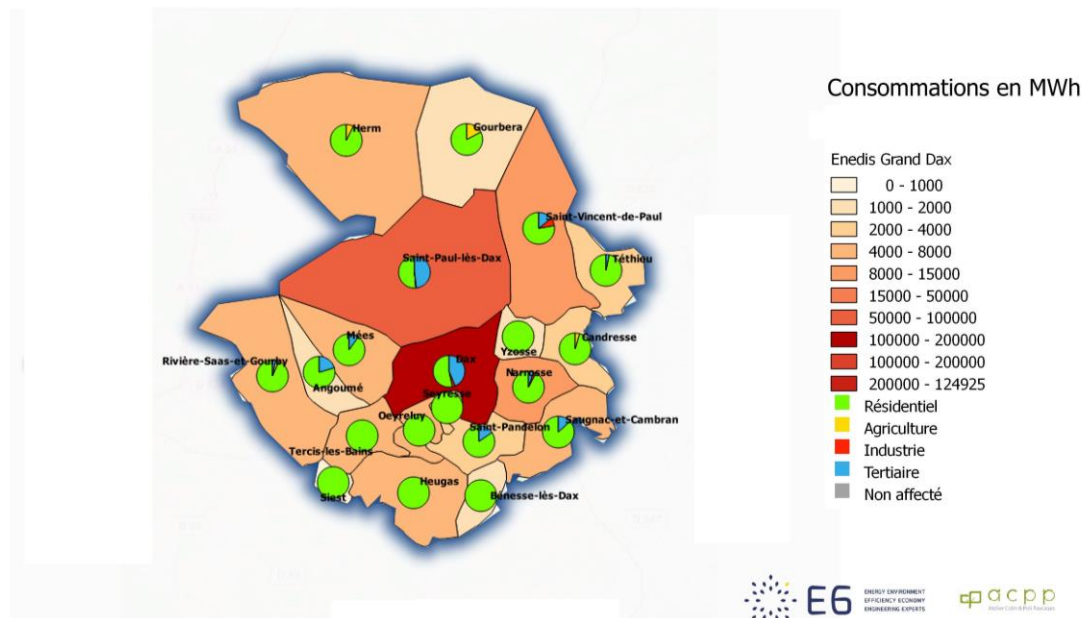 Consommations en MWh
Enedis Grand Dax
0 - 1000
1000 - 2000
2000 - 4000
4000 - 8000
8000 - 15000
15000 - 50000
50000 - 100000
100000 - 200000
100000 - 200000
200000 - 124925
Résidentiel
Agriculture
Industrie
Tertiaire
Non affecté
Herm
Gourbera
Saint-Vincent-de-Paul
Saint-Paul-lès-Dax
Téthieu
Mées
Candresse
Yzosse
Rivière-Saas-et-Gourby
Dax
Angoumé
Narrosse
Seyresse
Oeyreluy
Saugnac-et-Cambran
Saint-Pandelon
Tercis-les-Bains
Heugas
Siest
Bénesse-lès-Dax
E6
ENERGY ENVIRONMENT
EFFICIENCY ECONOMY
ENGINEERING EXPERTS
acpp